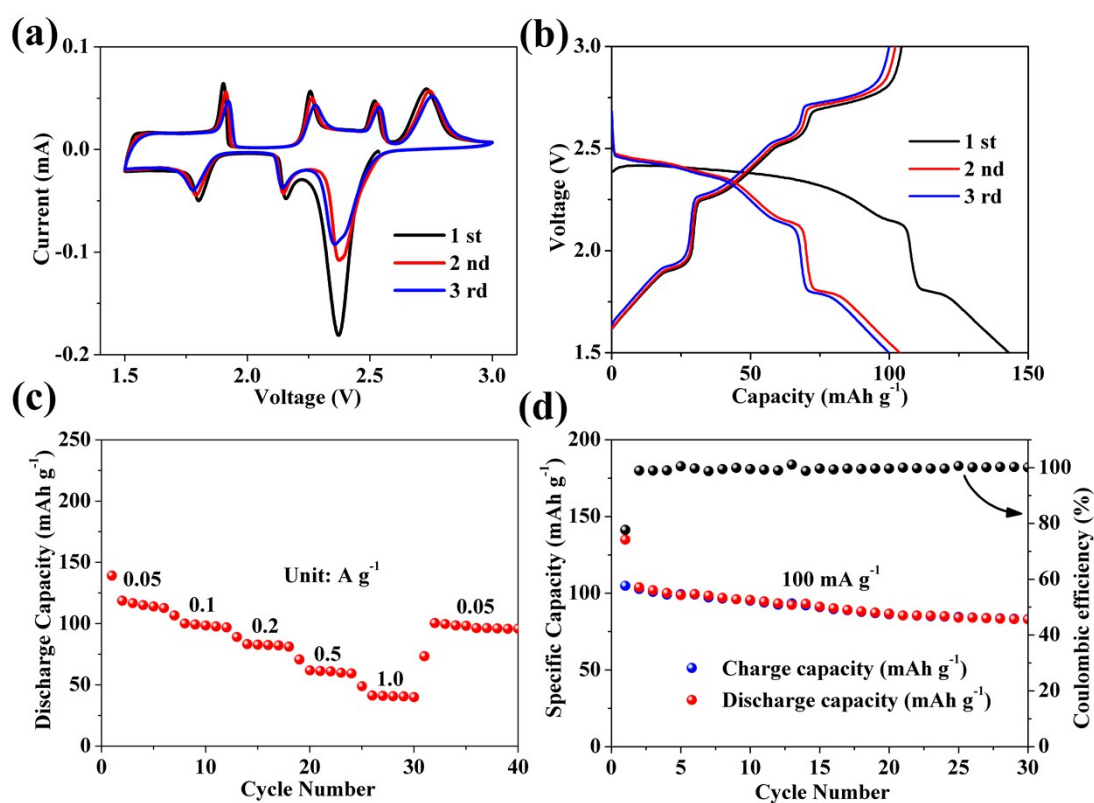 (a)
0.1
0.0
-0.1
-0.2
Current (mA)
1 st
2 nd
3 rd
1.5 2.0 2.5 3.0
Voltage (V)
(b)
3.0
2.5
2.0
1.5
Voltage (V)
1 st
2 nd
3 rd
0 50 100 150
Capacity (mAh g-1)
(c)
250
200
150
100
50
0
Discharge Capacity (mAh g-1)
Unit: A g-1
0.05
0.1
0.2
0.5
1.0
0.05
0 10 20 30 40
Cycle Number
(d)
200
150
100
50
0
Specific Capacity (mAh g-1)
100 mA g-1
Charge capacity (mAh g-1)
Discharge capacity (mAh g-1)
100
80
60
40
20
0
Coulombic efficiency (%)
0 5 10 15 20 25 30
Cycle Number